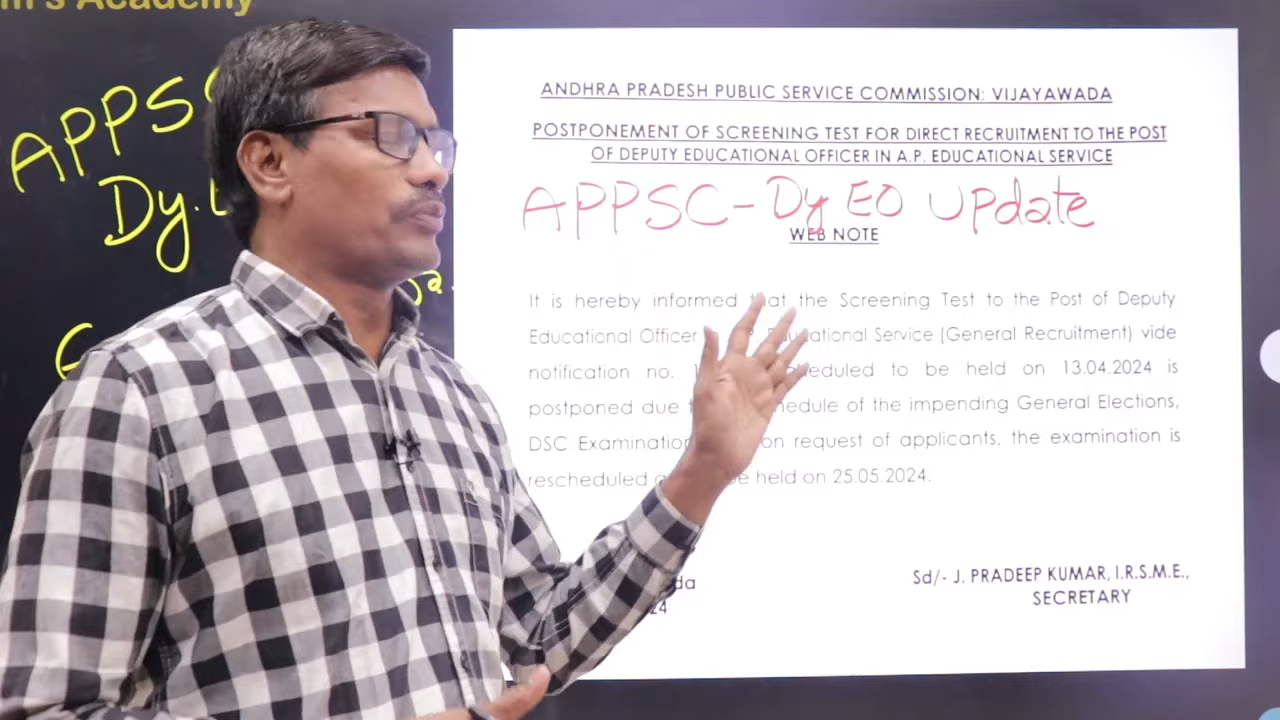 Academy
APPSC
Dy.
ANDHRA PRADESH PUBLIC SERVICE COMMISSION: VIJAYAWADA
POSTPONEMENT OF SCREENING TEST FOR DIRECT RECRUITMENT TO THE POST
OF DEPUTY EDUCATIONAL OFFICER IN A.P. EDUCATIONAL SERVICE
APPSC-Dy EO Update
WEB NOTE
It is hereby informed that the Screening Test to the Post of Deputy
Educational Officer Educational Service (General Recruitment) vide
notification no. scheduled to be held on 13.04.2024 is
postponed due schedule of the impending General Elections,
DSC Examination on request of applicants, the examination is
rescheduled be held on 25.05.2024.
Sd/- J. PRADEEP KUMAR, I.R.S.M.E.,
SECRETARY